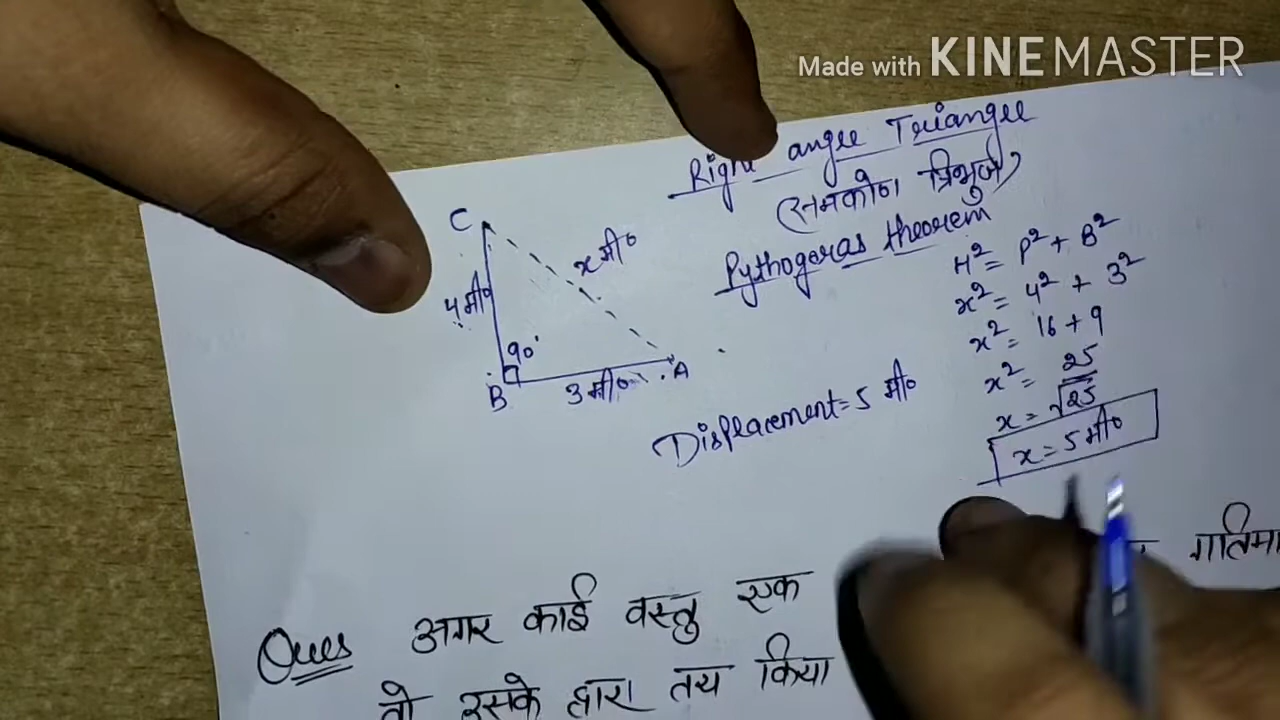 Made with KINEMASTER
Right angle Triangle
(समकोण त्रिभुज)
Pythogoras theorem
C
x मी०
4 मी०
90°
B
3 मी०
A
H² = P² + B²
x² = 4² + 3²
x² = 16 + 9
x² = 25
x = √25
x = 5 मी०
Displacement = 5 मी०
Ques अगर कोई वस्तु एक
तो इसके द्वारा तय किया